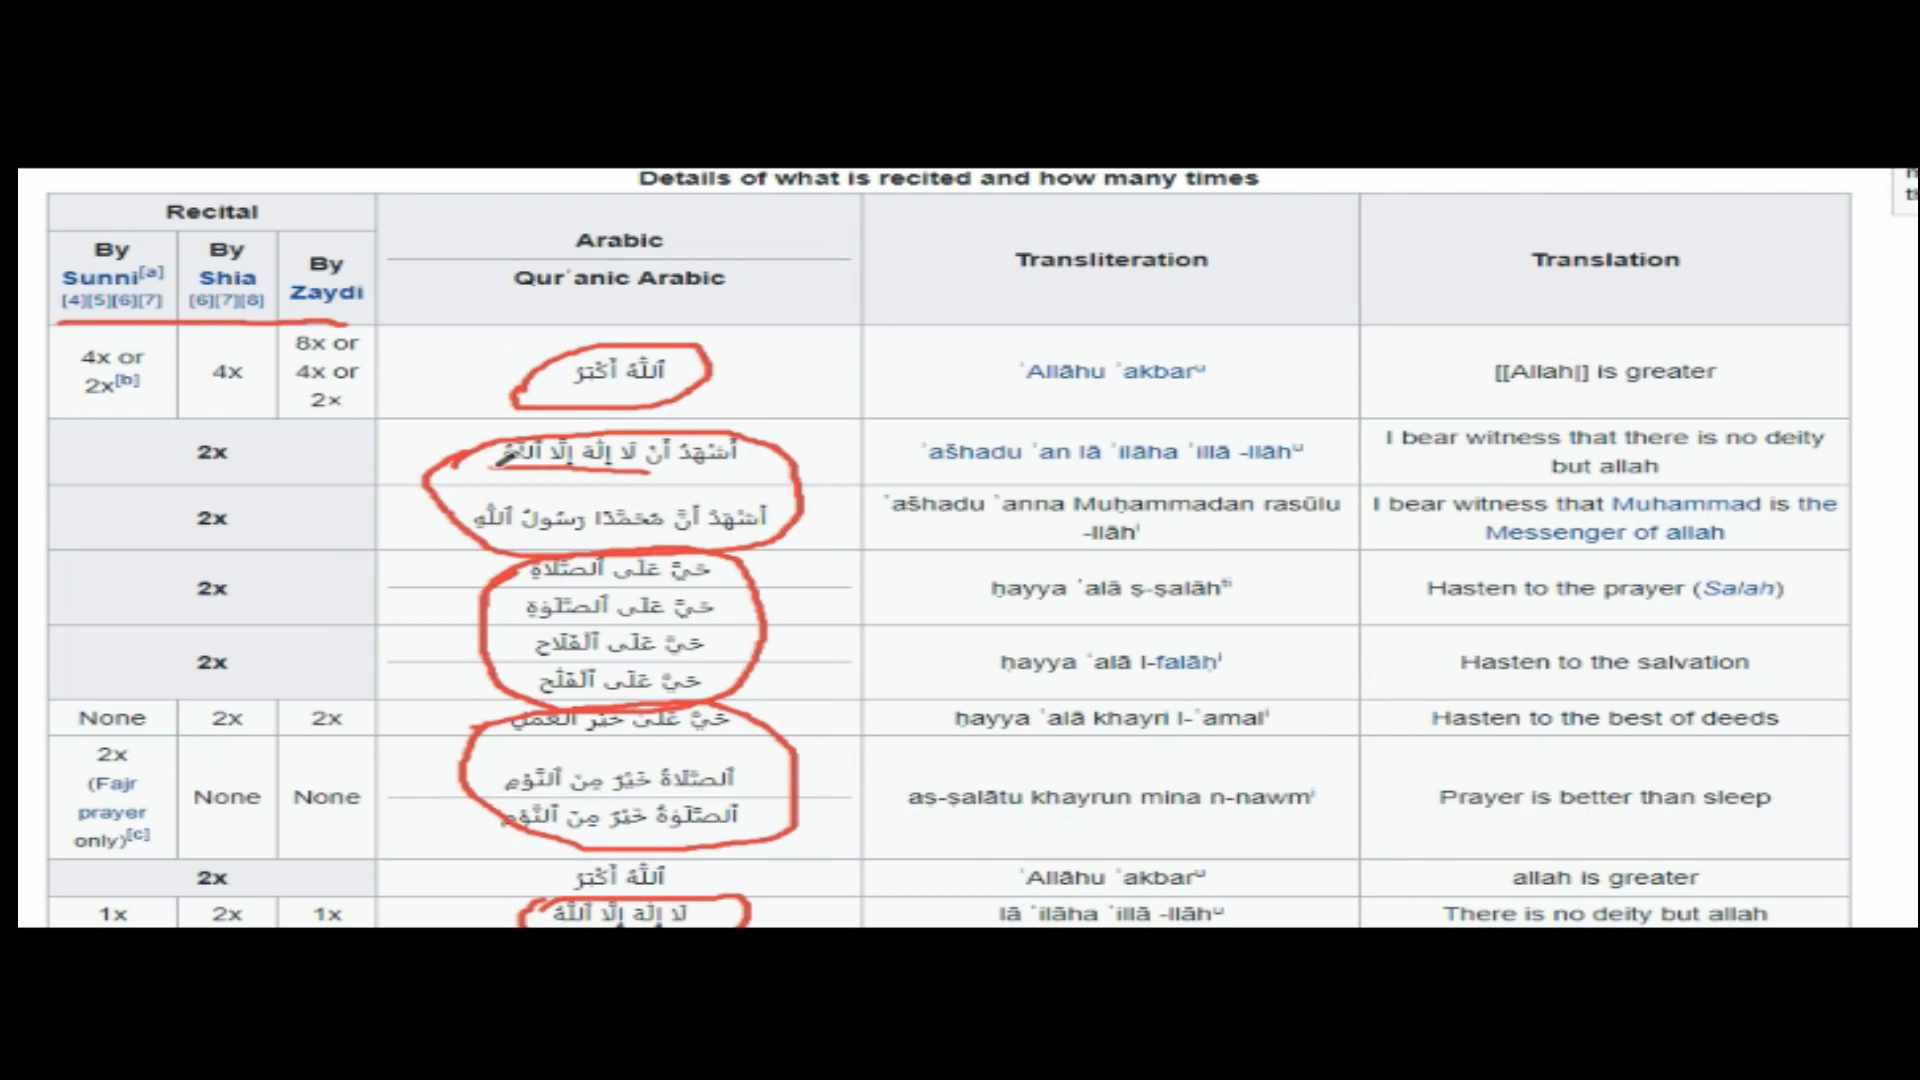 Details of what is recited and how many times
Recital
By Sunni[a]
[4][5][6][7]
By Shia
[6][7][8]
By Zaydi
Arabic
Qurʾanic Arabic
Transliteration
Translation
4x or
2x[b]
4x
8x or
4x or
2x
ٱللَّهُ أَكْبَرُ
ʾAllāhu ʾakbarᵘ
[[Allah|] is greater
2x
أَشْهَدُ أَنْ لَا إِلَٰهَ إِلَّا ٱللَّهُ
ʾašhadu ʾan lā ʾilāha ʾillā -llāhᵘ
I bear witness that there is no deity
but allah
2x
أَشْهَدُ أَنَّ مُحَمَّدًا رَسُولُ ٱللَّهِ
ʾašhadu ʾanna Muḥammadan rasūlu
-llāhⁱ
I bear witness that Muhammad is the
Messenger of allah
2x
حَيَّ عَلَى ٱلصَّلَاةِ
حَيَّ عَلَى ٱلصَّلَوٰةِ
ḥayya ʿalā ṣ-ṣalāhᵗⁱ
Hasten to the prayer (Salah)
2x
حَيَّ عَلَى ٱلْفَلَاحِ
حَيَّ عَلَى ٱلْفَلَٰحِ
ḥayya ʿalā l-falāḥⁱ
Hasten to the salvation
None
2x
2x
حَيَّ عَلَىٰ خَيْرِ ٱلْعَمَلِ
ḥayya ʿalā khayri l-ʿamalⁱ
Hasten to the best of deeds
2x
(Fajr
prayer
only)[c]
None
None
ٱلصَّلَاةُ خَيْرٌ مِنَ ٱلنَّوْمِ
ٱلصَّلَوٰةُ خَيْرٌ مِنَ ٱلنَّوْمِ
aṣ-ṣalātu khayrun mina n-nawmⁱ
Prayer is better than sleep
2x
ٱللَّهُ أَكْبَرُ
ʾAllāhu ʾakbarᵘ
allah is greater
1x
2x
1x
لَا إِلَٰهَ إِلَّا ٱللَّهُ
lā ʾilāha ʾillā -llāhᵘ
There is no deity but allah